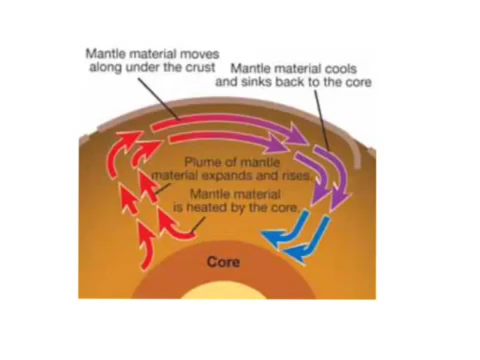 Mantle material moves
along under the crust
Mantle material cools
and sinks back to the core
Plume of mantle
material expands and rises.
Mantle material
is heated by the core.
Core